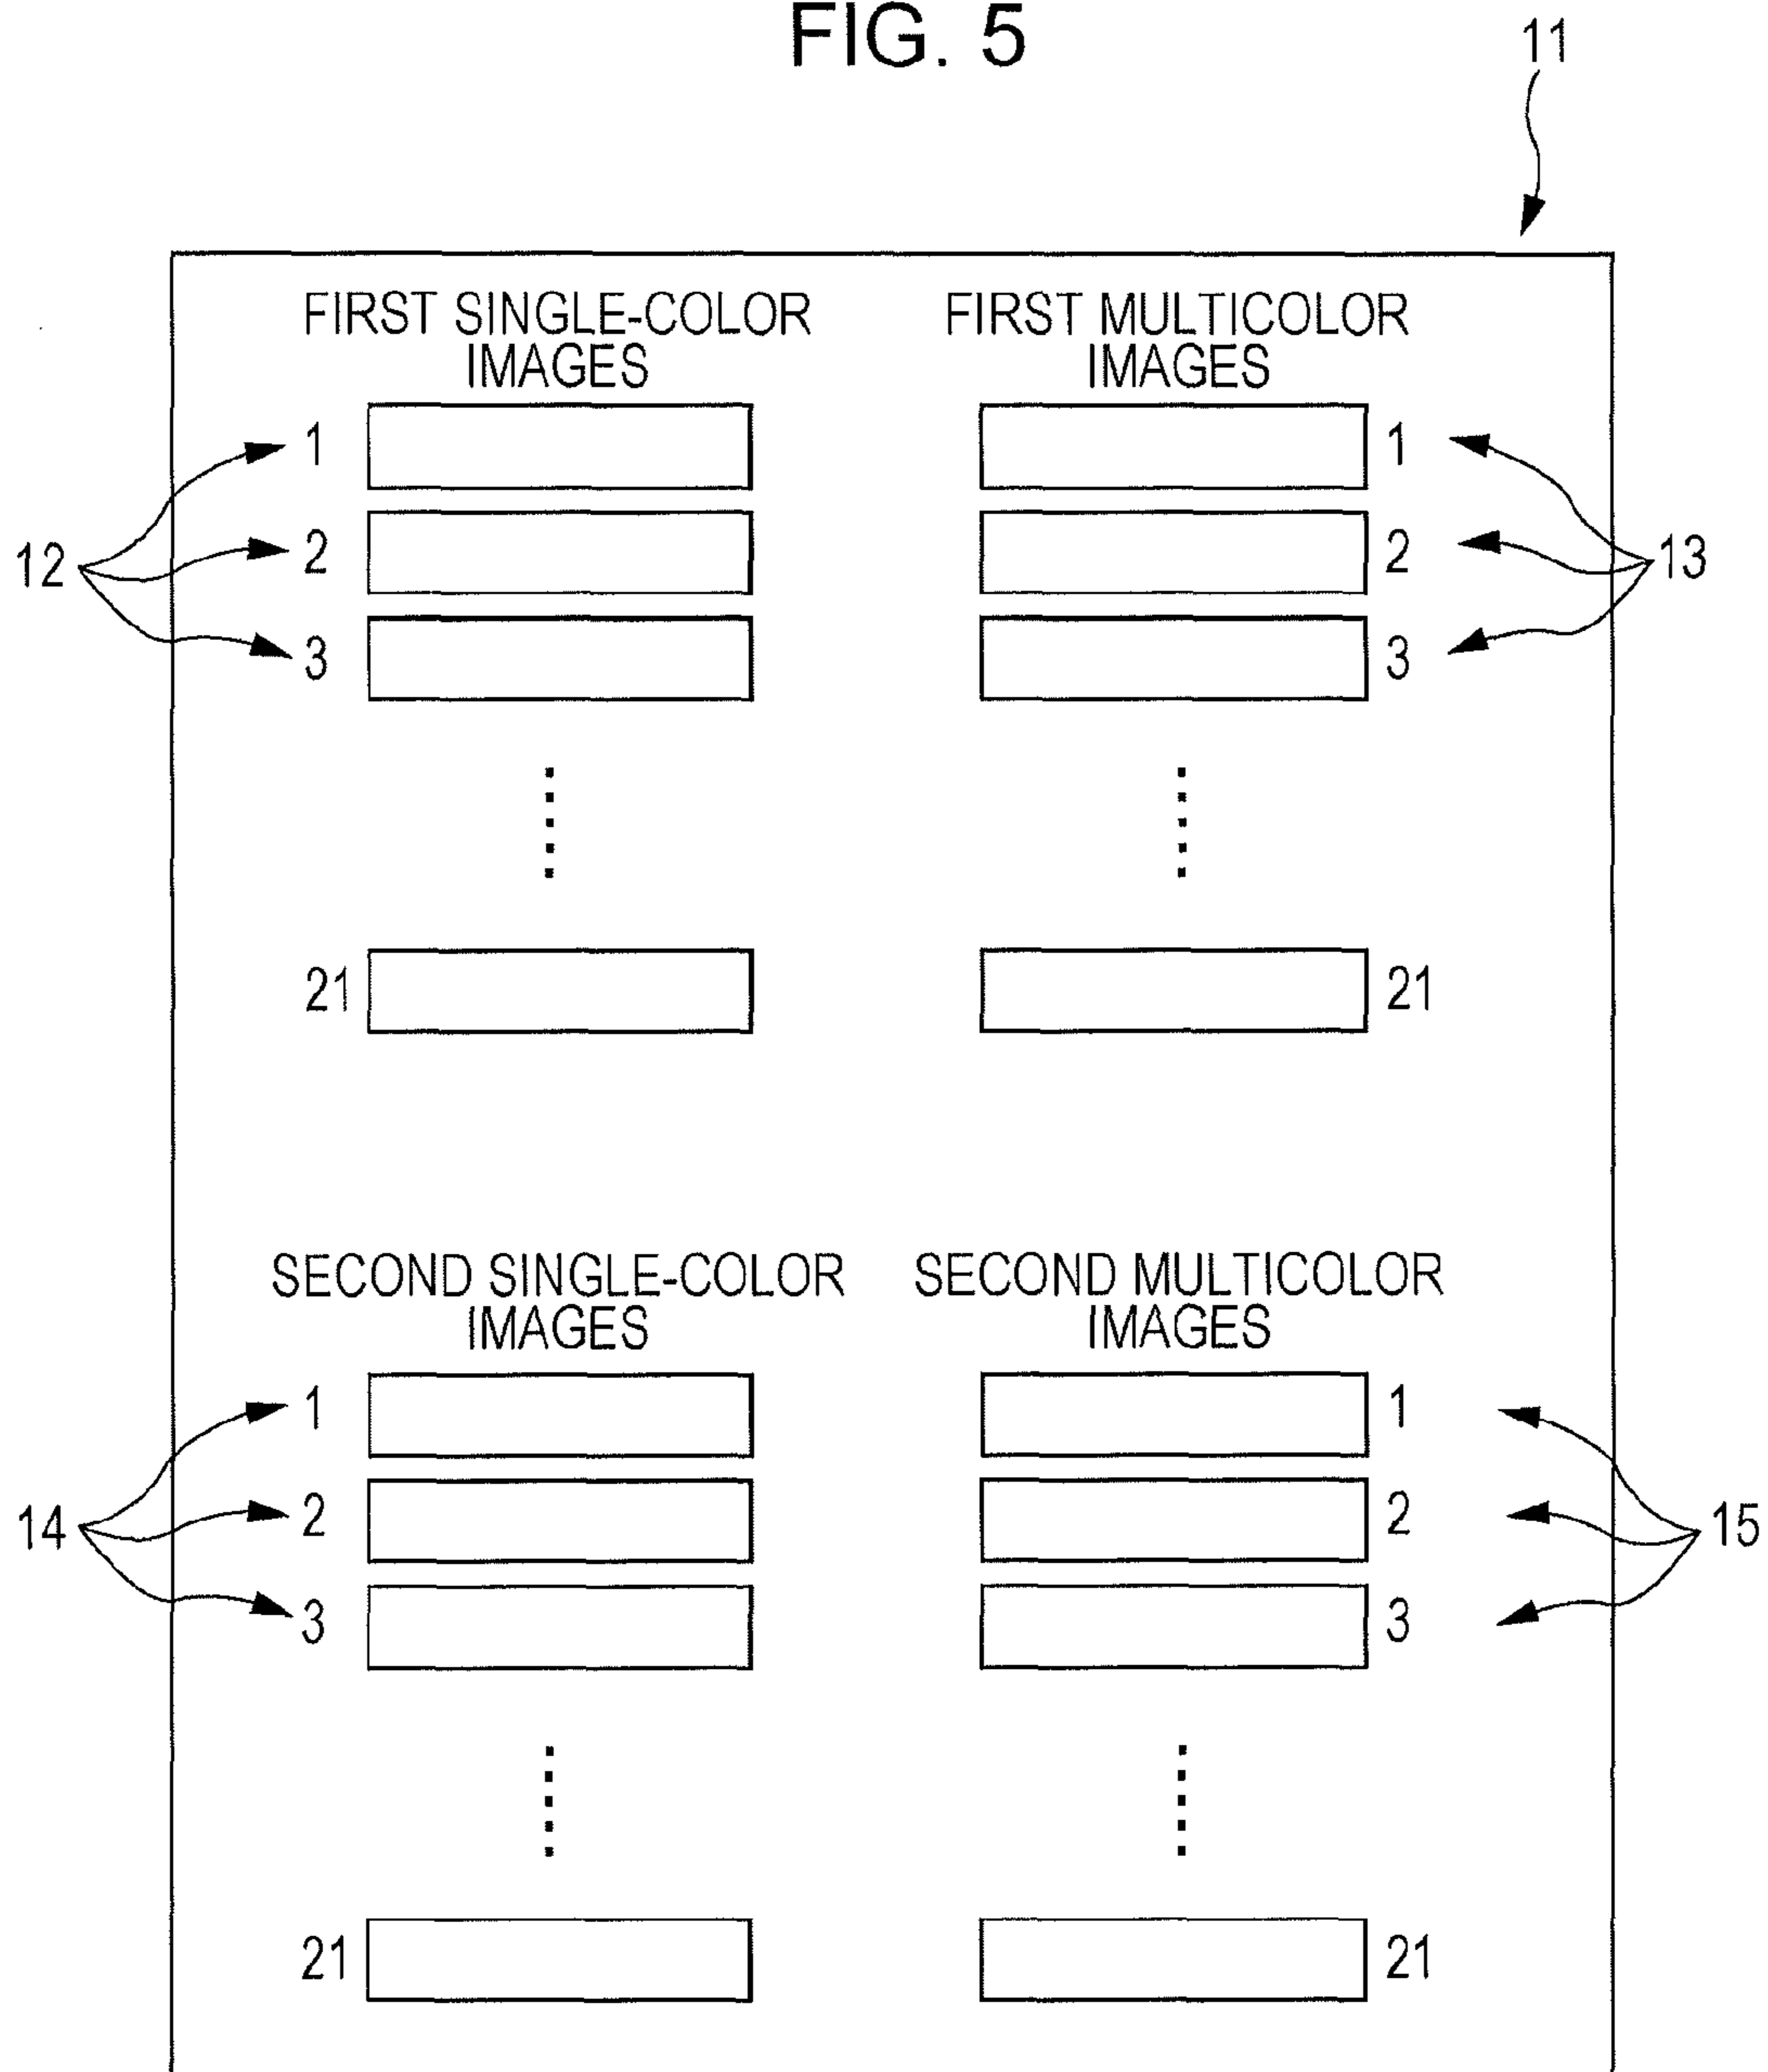 FIG. 5
11
FIRST SINGLE-COLOR
IMAGES
FIRST MULTICOLOR
IMAGES
1
1
12
2
2
13
3
3
21
21
SECOND SINGLE-COLOR
IMAGES
SECOND MULTICOLOR
IMAGES
1
1
14
2
2
15
3
3
21
21